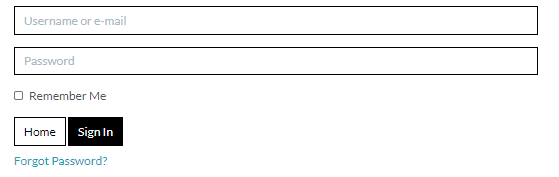 Username or e-mail
Password
Remember Me
Home Sign In
Forgot Password?